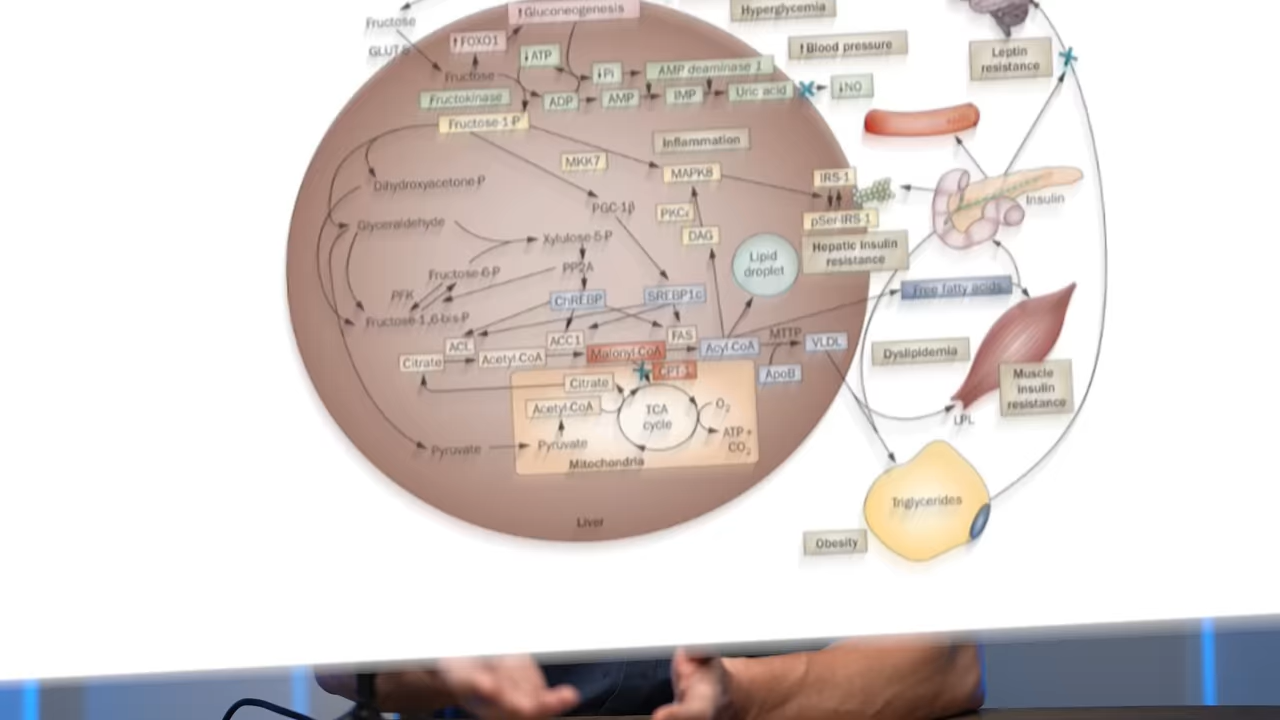 ↑Gluconeogenesis
Hyperglycemia
Fructose
↑FOXO1
↑Blood pressure
GLUT5
↓ATP
Leptin
resistance
Fructose
↓Pi
AMP deaminase 1
Fructokinase
ADP
AMP
IMP
Uric acid
↓NO
Fructose-1-P
Inflammation
MKK7
MAPK8
IRS-1
Dihydroxyacetone-P
PGC-1β
PKCε
pSer-IRS-1
Insulin
Glyceraldehyde
Xylulose-5-P
DAG
Hepatic insulin
resistance
Lipid
droplet
Fructose-6-P
PP2A
PFK
ChREBP
SREBP1c
Free fatty acids
Fructose-1,6-bis-P
ACL
ACC1
FAS
MTTP
Citrate
Acetyl-CoA
Malonyl-CoA
Acyl-CoA
VLDL
Dyslipidemia
CPT-1
ApoB
Muscle
insulin
resistance
Citrate
Acetyl-CoA
TCA
cycle
O₂
ATP +
CO₂
LPL
Pyruvate
Pyruvate
Mitochondria
Triglycerides
Liver
Obesity